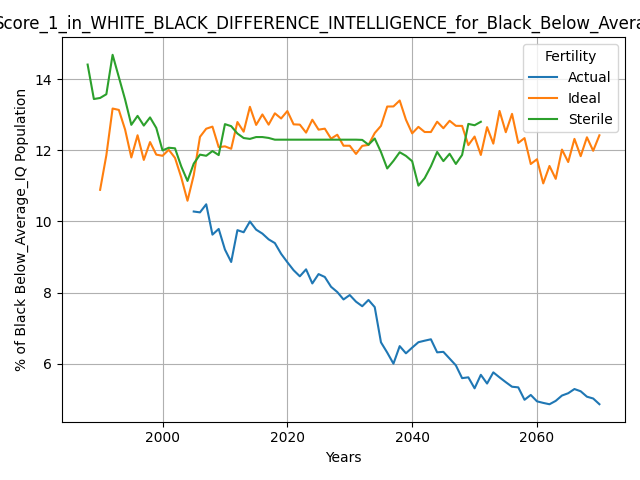 Score_1_in_WHITE_BLACK_DIFFERENCE_INTELLIGENCE_for_Black_Below_Avera
% of Black Below_Average_IQ Population
14
12
10
8
6
Fertility
Actual
Ideal
Sterile
2000 2020 2040 2060
Years